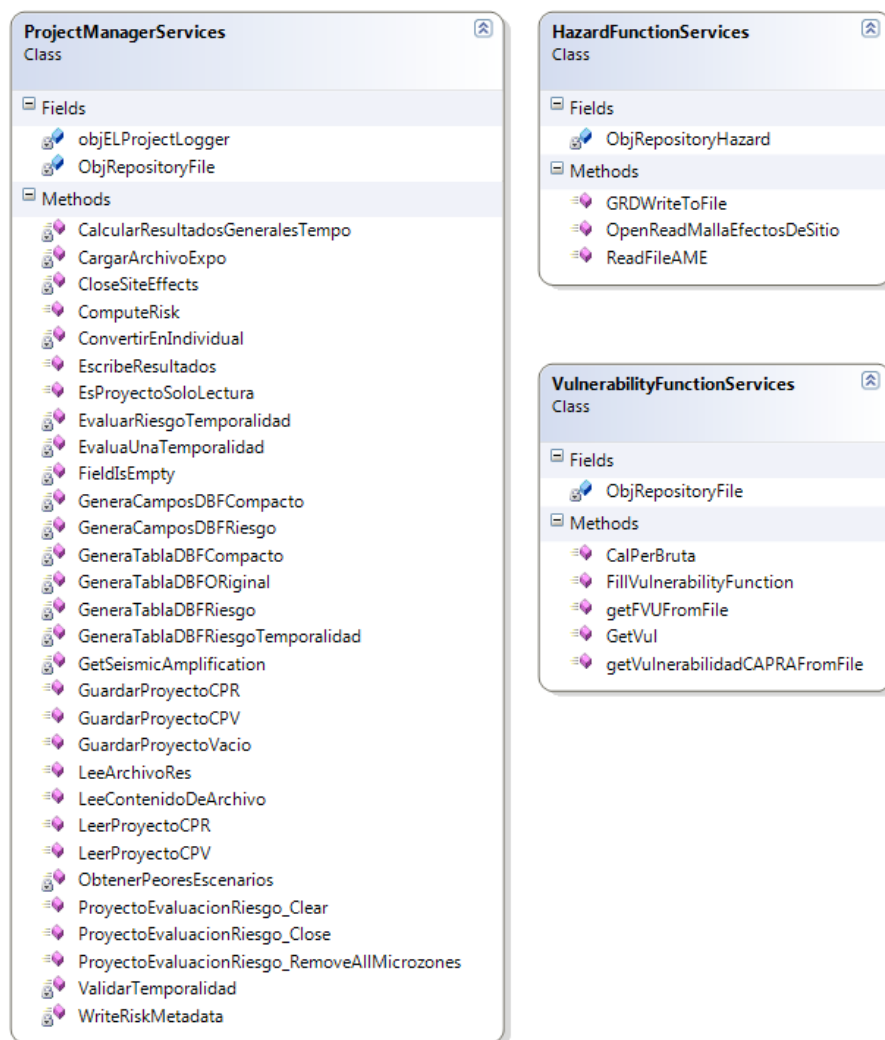 ProjectManagerServices
Class
Fields
objELProjectLogger
ObjRepositoryFile
Methods
CalcularResultadosGeneralesTempo
CargarArchivoExpo
CloseSiteEffects
ComputeRisk
ConvertirEnIndividual
EscribeResultados
EsProyectoSoloLectura
EvaluarRiesgoTemporalidad
EvaluaUnaTemporalidad
FieldIsEmpty
GeneraCamposDBFCompacto
GeneraCamposDBFRiesgo
GeneraTablaDBFCompacto
GeneraTablaDBFORiginal
GeneraTablaDBFRiesgo
GeneraTablaDBFRiesgoTemporalidad
GetSeismicAmplification
GuardarProyectoCPR
GuardarProyectoCPV
GuardarProyectoVacio
LeeArchivoRes
LeeContenidoDeArchivo
LeerProyectoCPR
LeerProyectoCPV
ObtenerPeoresEscenarios
ProyectoEvaluacionRiesgo_Clear
ProyectoEvaluacionRiesgo_Close
ProyectoEvaluacionRiesgo_RemoveAllMicrozones
ValidarTemporalidad
WriteRiskMetadata
HazardFunctionServices
Class
Fields
ObjRepositoryHazard
Methods
GRDWriteToFile
OpenReadMallaEfectosDeSitio
ReadFileAME
VulnerabilityFunctionServices
Class
Fields
ObjRepositoryFile
Methods
CalPerBruta
FillVulnerabilityFunction
getFVUFromFile
GetVul
getVulnerabilidadCAPRAFromFile